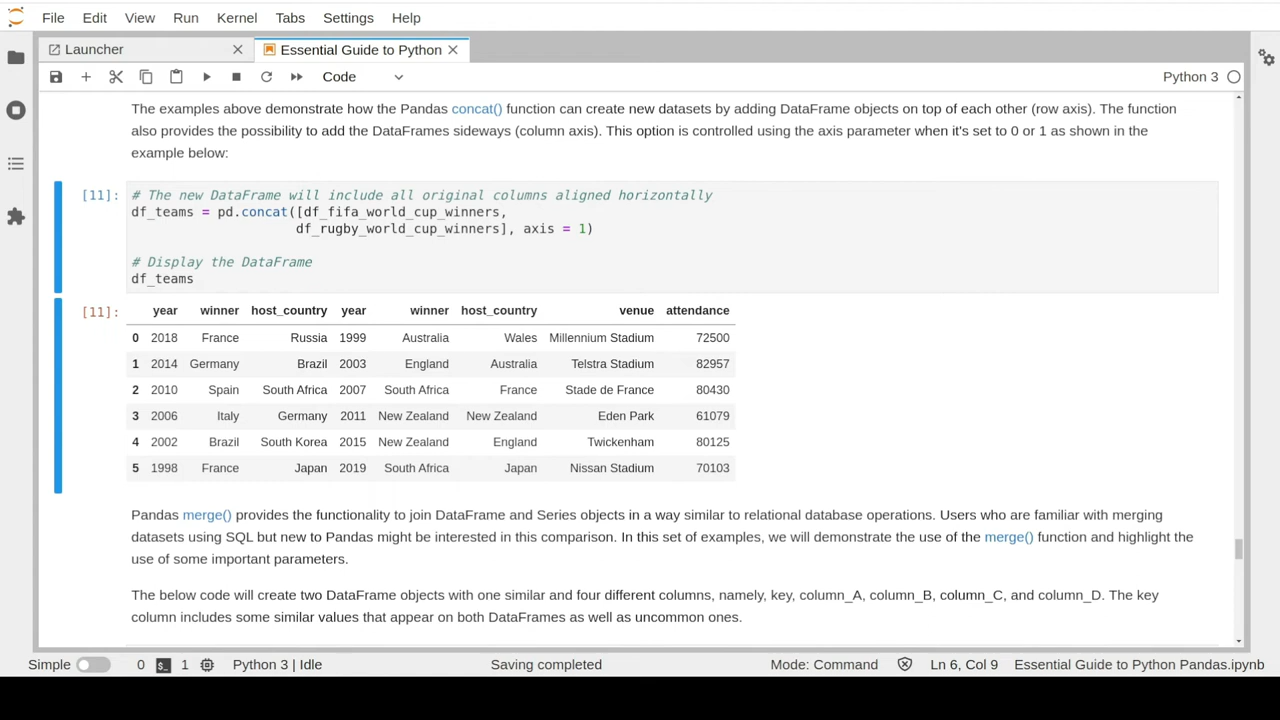 File Edit View Run Kernel Tabs Settings Help
Launcher
Essential Guide to Python
Code
Python 3
The examples above demonstrate how the Pandas concat() function can create new datasets by adding DataFrame objects on top of each other (row axis). The function
also provides the possibility to add the DataFrames sideways (column axis). This option is controlled using the axis parameter when it's set to 0 or 1 as shown in the
example below:
[11]: # The new DataFrame will include all original columns aligned horizontally
df_teams = pd.concat([df_fifa_world_cup_winners,
df_rugby_world_cup_winners], axis = 1)
# Display the DataFrame
df_teams
[11]: year winner host_country year winner host_country venue attendance
0 2018 France Russia 1999 Australia Wales Millennium Stadium 72500
1 2014 Germany Brazil 2003 England Australia Telstra Stadium 82957
2 2010 Spain South Africa 2007 South Africa France Stade de France 80430
3 2006 Italy Germany 2011 New Zealand New Zealand Eden Park 61079
4 2002 Brazil South Korea 2015 New Zealand England Twickenham 80125
5 1998 France Japan 2019 South Africa Japan Nissan Stadium 70103
Pandas merge() provides the functionality to join DataFrame and Series objects in a way similar to relational database operations. Users who are familiar with merging
datasets using SQL but new to Pandas might be interested in this comparison. In this set of examples, we will demonstrate the use of the merge() function and highlight the
use of some important parameters.
The below code will create two DataFrame objects with one similar and four different columns, namely, key, column_A, column_B, column_C, and column_D. The key
column includes some similar values that appear on both DataFrames as well as uncommon ones.
Simple 0 $_ 1 Python 3 | Idle Saving completed Mode: Command Ln 6, Col 9 Essential Guide to Python Pandas.ipynb